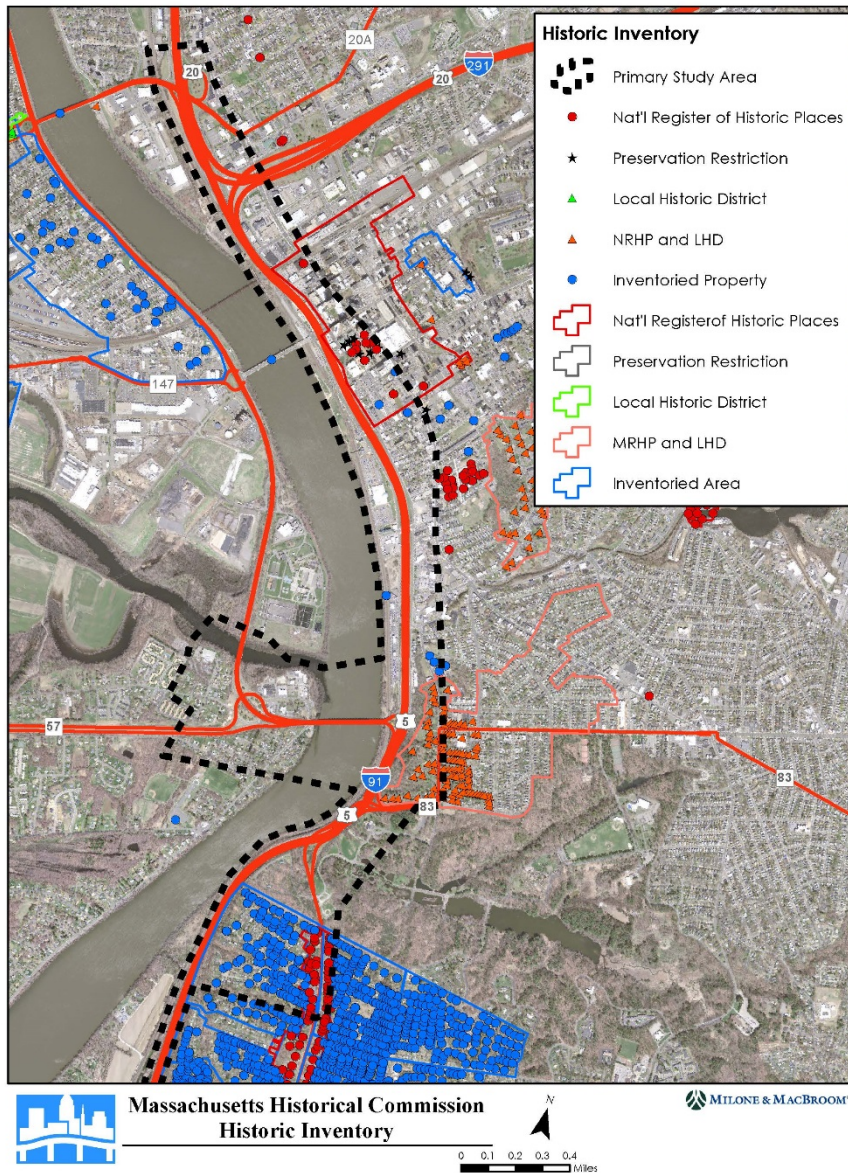 Historic Inventory
Primary Study Area
Nat'l Register of Historic Places
Preservation Restriction
Local Historic District
NRHP and LHD
Inventoried Property
Nat'l Registerof Historic Places
Preservation Restriction
Local Historic District
MRHP and LHD
Inventoried Area
20A
20
291
20
147
57
5
91
83
5
83
Massachusetts Historical Commission
Historic Inventory
MILONE & MACBROOM®
0 0.1 0.2 0.3 0.4
Miles